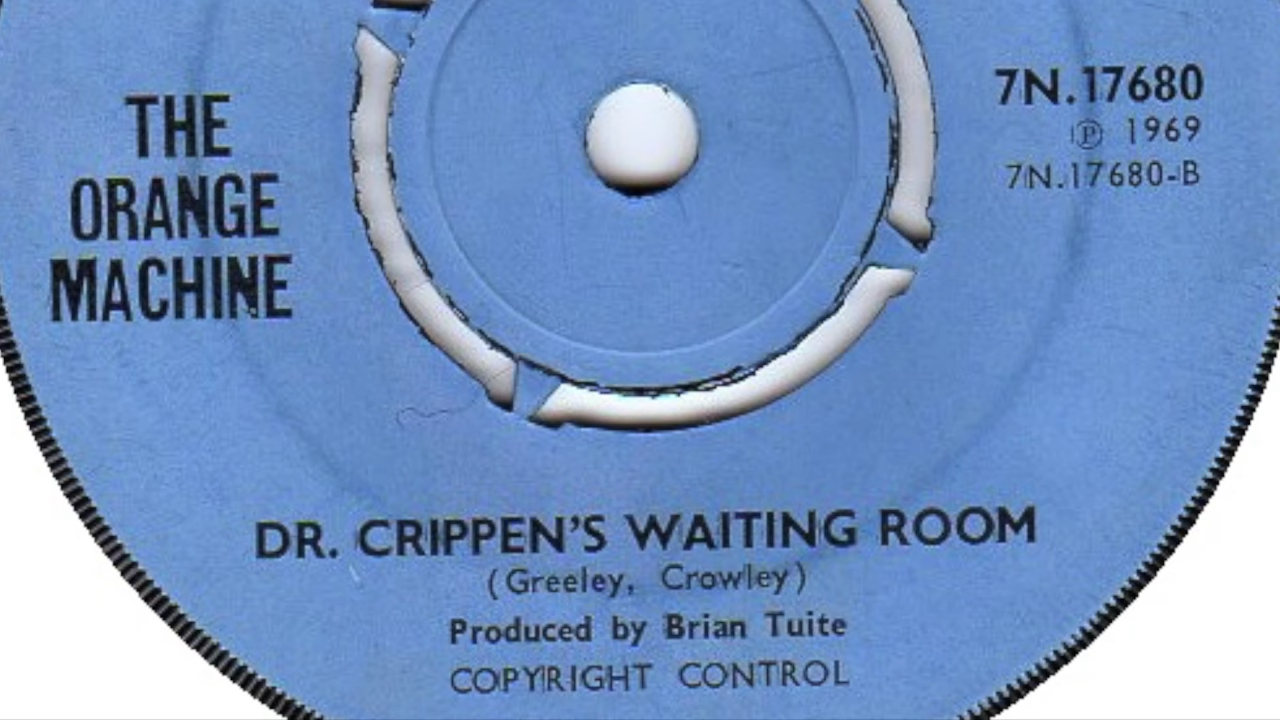 THE
ORANGE
MACHINE
7N.17680
Ⓟ 1969
7N.17680-B
DR. CRIPPEN'S WAITING ROOM
(Greeley, Crowley)
Produced by Brian Tuite
COPYRIGHT CONTROL